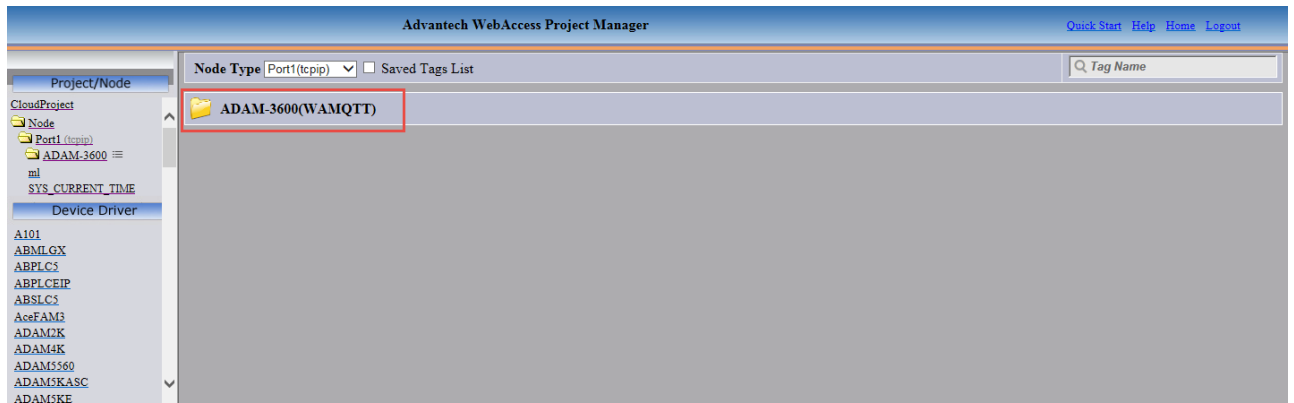 Advantech WebAccess Project Manager
Quick Start Help Home Logout
Node Type Port1(tcpip) Saved Tags List
Tag Name
Project/Node
CloudProject
Node
Port1 (tcpip)
ADAM-3600
ml
SYS_CURRENT_TIME
Device Driver
A101
ABMLGX
ABPLC5
ABPLCEIP
ABSLC5
AceFAM3
ADAM2K
ADAM4K
ADAM5560
ADAM5KASC
ADAM5KE
ADAM-3600(WAMQTT)